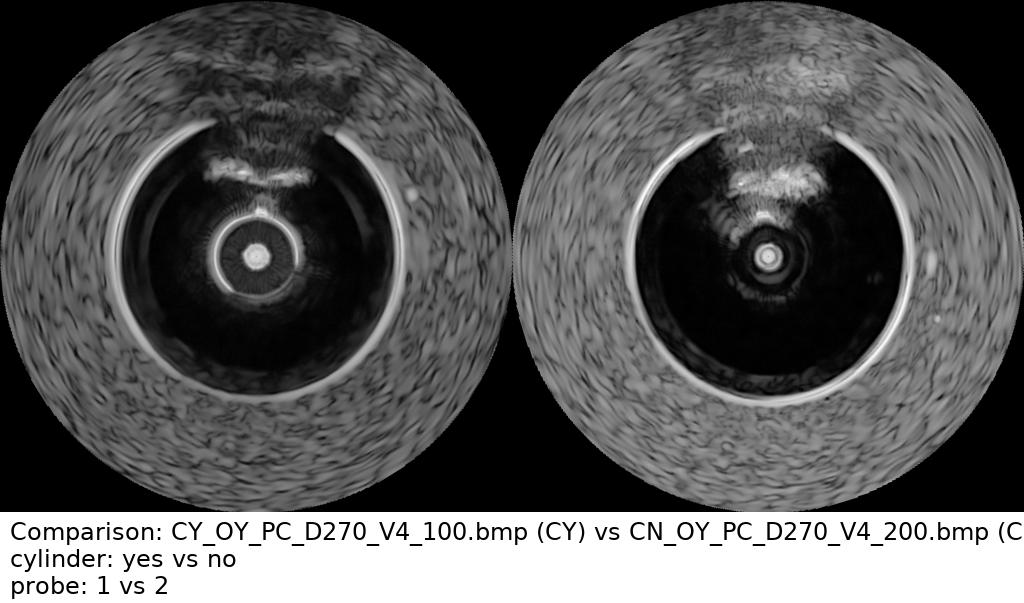 Comparison: CY_OY_PC_D270_V4_100.bmp (CY) vs CN_OY_PC_D270_V4_200.bmp (C
cylinder: yes vs no
probe: 1 vs 2